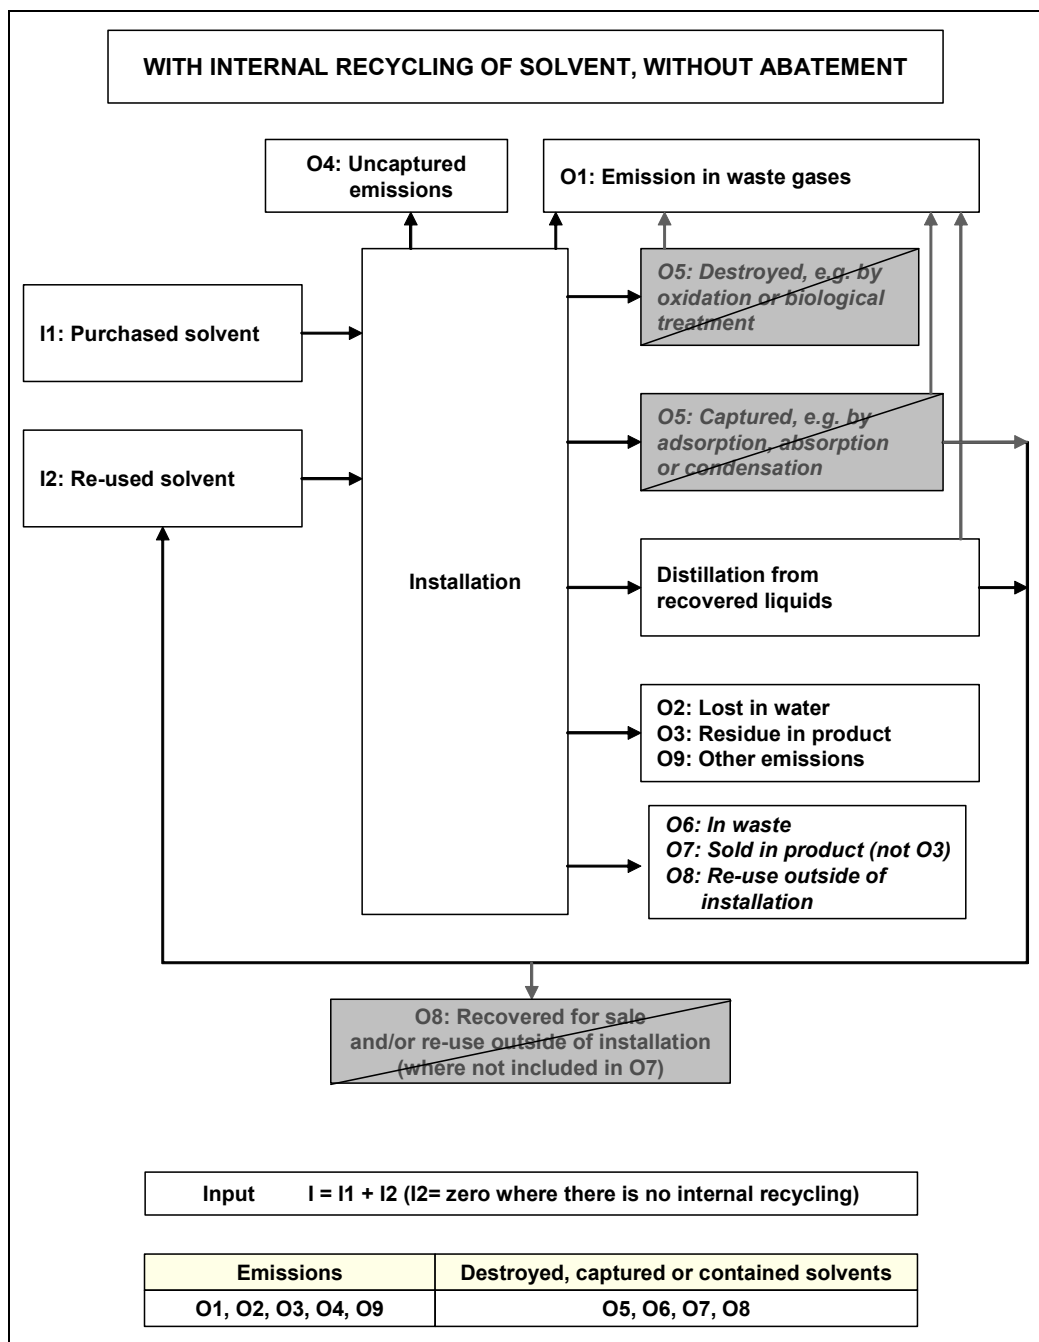 WITH INTERNAL RECYCLING OF SOLVENT, WITHOUT ABATEMENT
O4: Uncaptured
emissions
O1: Emission in waste gases
I1: Purchased solvent
I2: Re-used solvent
Installation
O5: Destroyed, e.g. by
oxidation or biological
treatment
O5: Captured, e.g. by
adsorption, absorption
or condensation
Distillation from
recovered liquids
O2: Lost in water
O3: Residue in product
O9: Other emissions
O6: In waste
O7: Sold in product (not O3)
O8: Re-use outside of
installation
O8: Recovered for sale
and/or re-use outside of installation
(where not included in O7)
Input I = I1 + I2 (I2= zero where there is no internal recycling)
Emissions Destroyed, captured or contained solvents
O1, O2, O3, O4, O9 O5, O6, O7, O8